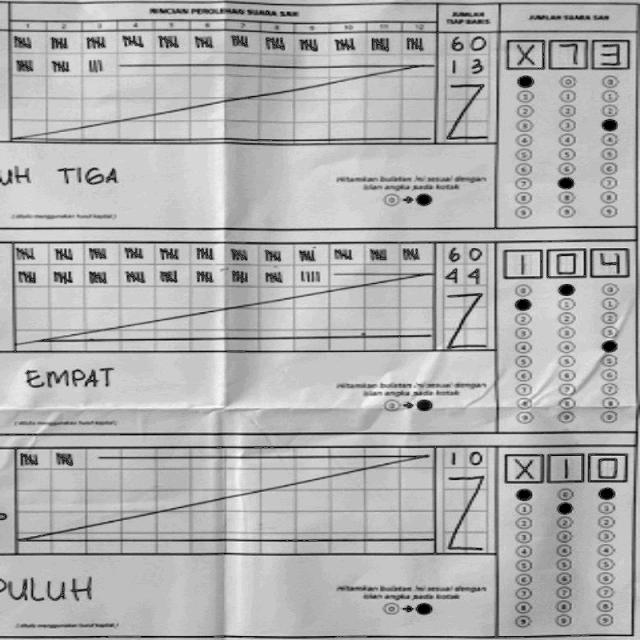 RINCIAN PEROLEHAN SUARA SAH
JUMLAH TIAP BARIS
JUMLAH SUARA SAH
1 2 3 4 5 6 7 8 9 10 11 12
60
13
X 7 3
UH TIGA
Hitamkan bulatan ini sesuai dengan
isian angka pada kotak
(ditulis menggunakan huruf kapital)
60
44
1 0 4
EMPAT
Hitamkan bulatan ini sesuai dengan
isian angka pada kotak
(ditulis menggunakan huruf kapital)
10
X 1 0
PULUH
Hitamkan bulatan ini sesuai dengan
isian angka pada kotak
(ditulis menggunakan huruf kapital)